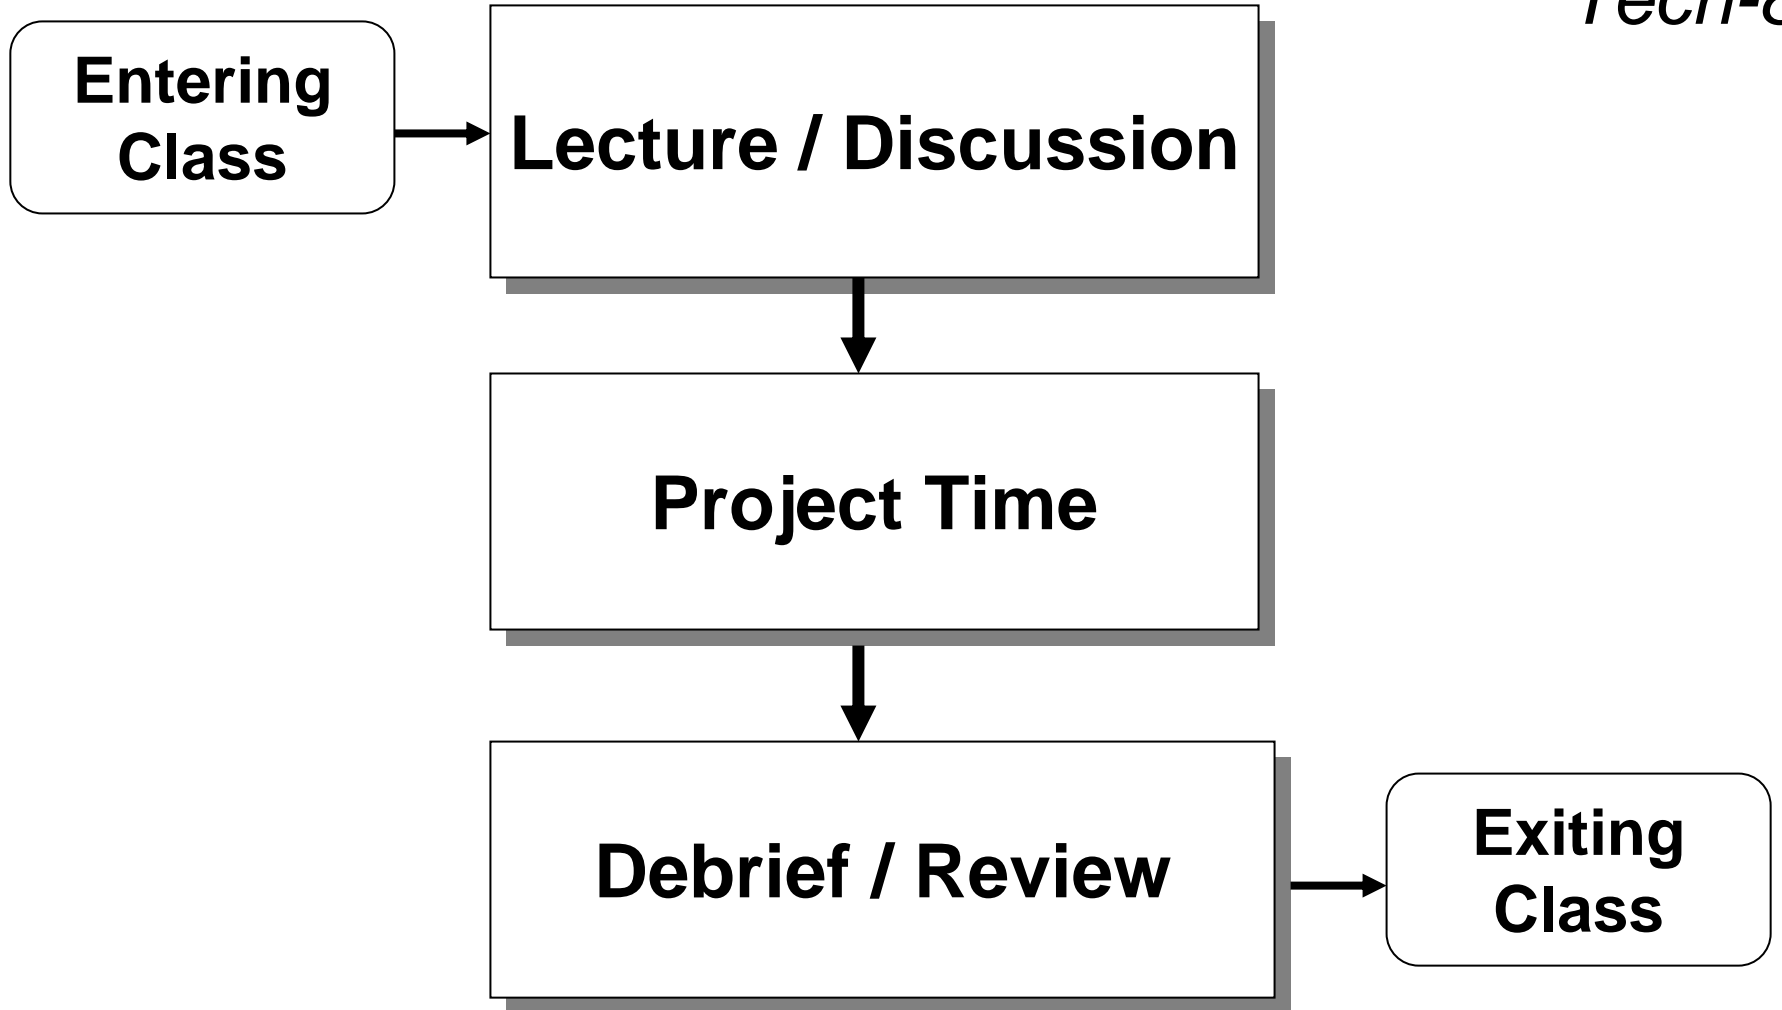 Entering
Class
Lecture / Discussion
Project Time
Debrief / Review
Exiting
Class